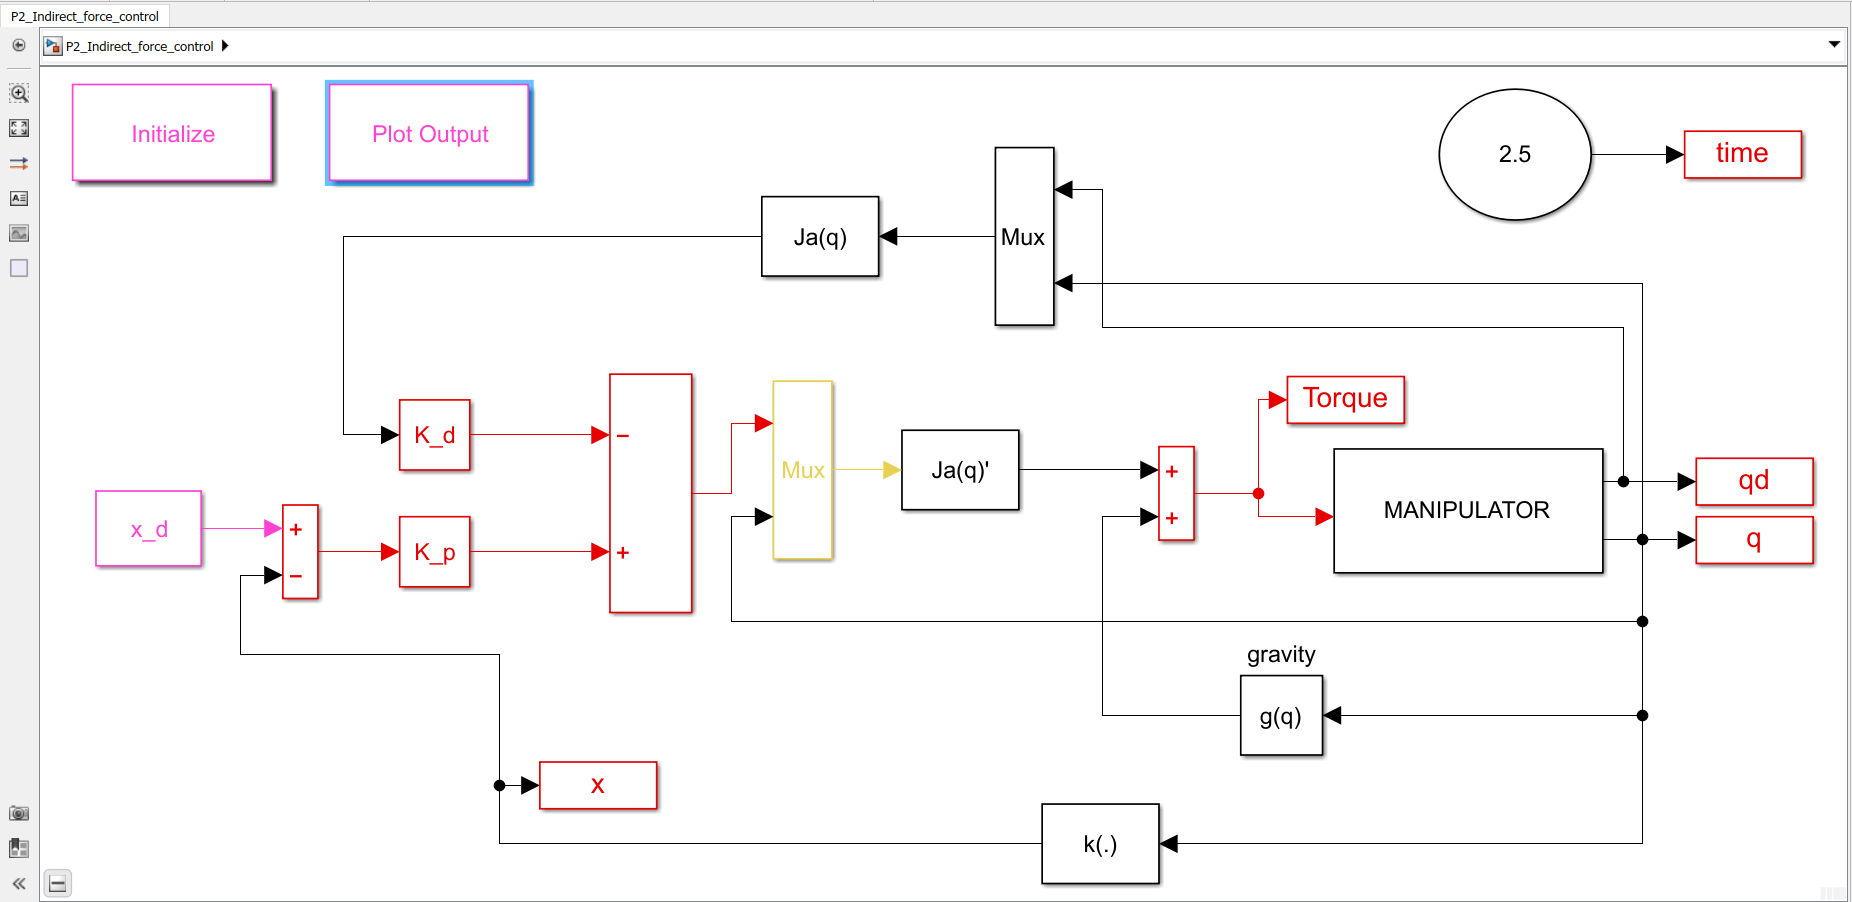 P2_Indirect_force_control
P2_Indirect_force_control
Initialize
Plot Output
2.5
time
Ja(q)
Mux
K_d
−
Mux
Ja(q)'
Torque
+
+
MANIPULATOR
qd
q
x_d
+
−
K_p
+
gravity
g(q)
x
k(.)